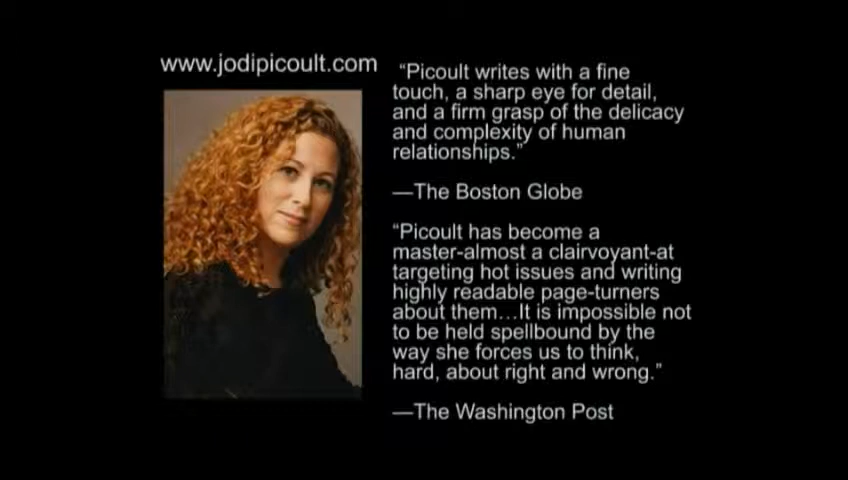 www.jodipicoult.com
“Picoult writes with a fine
touch, a sharp eye for detail,
and a firm grasp of the delicacy
and complexity of human
relationships.”
—The Boston Globe
“Picoult has become a
master-almost a clairvoyant-at
targeting hot issues and writing
highly readable page-turners
about them…It is impossible not
to be held spellbound by the
way she forces us to think,
hard, about right and wrong.”
—The Washington Post